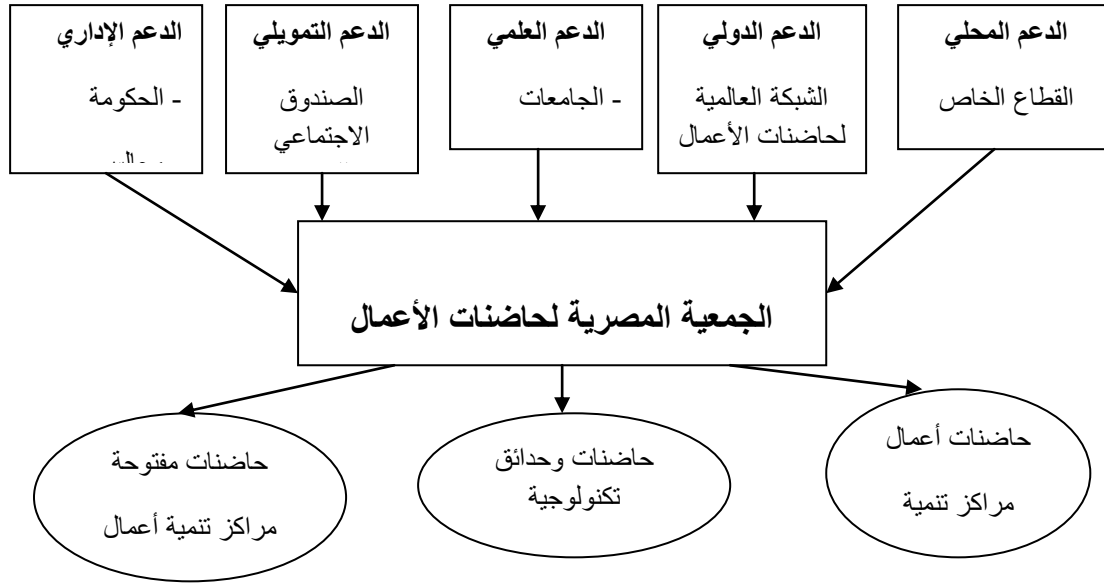 الدعم المحلي
القطاع الخاص
الدعم الدولي
الشبكة العالمية
لحاضنات الأعمال
الدعم العلمي
- الجامعات
الدعم التمويلي
الصندوق
الاجتماعي
الدعم الإداري
- الحكومة
الجمعية المصرية لحاضنات الأعمال
حاضنات أعمال
مراكز تنمية
حاضنات وحدائق
تكنولوجية
حاضنات مفتوحة
مراكز تنمية أعمال